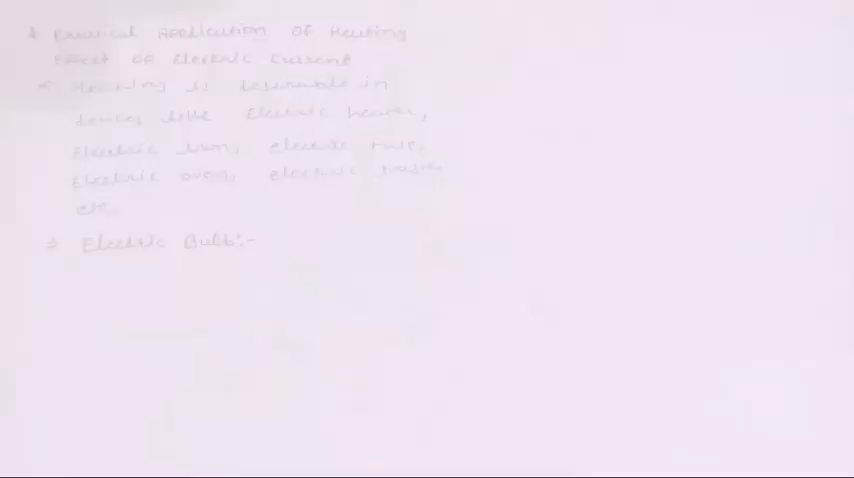 * Practical Application of Heating
Effect of Electric Current
Heating is desirable in
devices like Electric heater,
Electric iron, electric fuse,
Electric oven, electric toaster
etc.
⇒ Electric Bulb:-